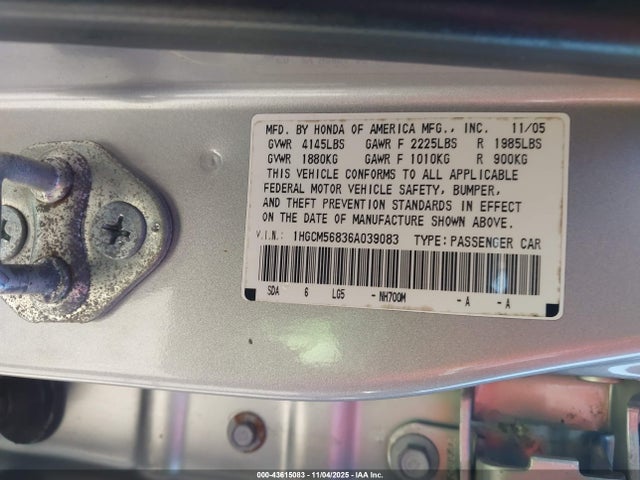 MFD. BY HONDA OF AMERICA MFG., INC. 11/05
GVWR 4145LBS GAWR F 2225LBS R 1985LBS
GVWR 1880KG GAWR F 1010KG R 900KG
THIS VEHICLE CONFORMS TO ALL APPLICABLE
FEDERAL MOTOR VEHICLE SAFETY, BUMPER,
AND THEFT PREVENTION STANDARDS IN EFFECT
ON THE DATE OF MANUFACTURE SHOWN ABOVE.
V.I.N.: 1HGCM56836A039083 TYPE: PASSENGER CAR
SDA 6 LG5 - NH700M - A - A
000-43615083 - 11/04/2025 - IAA Inc.